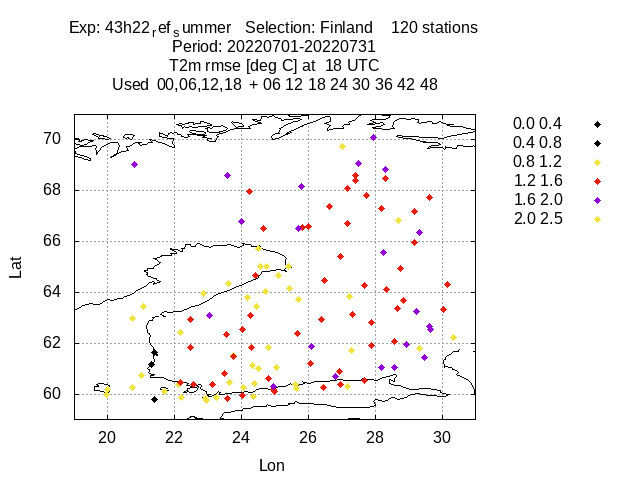 Exp: 43h22refsummer   Selection: Finland    120 stations
Period: 20220701-20220731
T2m rmse [deg C] at  18 UTC
Used  00,06,12,18  + 06 12 18 24 30 36 42 48
0.0 0.4
0.4 0.8
0.8 1.2
1.2 1.6
1.6 2.0
2.0 2.5
70
68
66
64
62
60
Lat
20 22 24 26 28 30
Lon